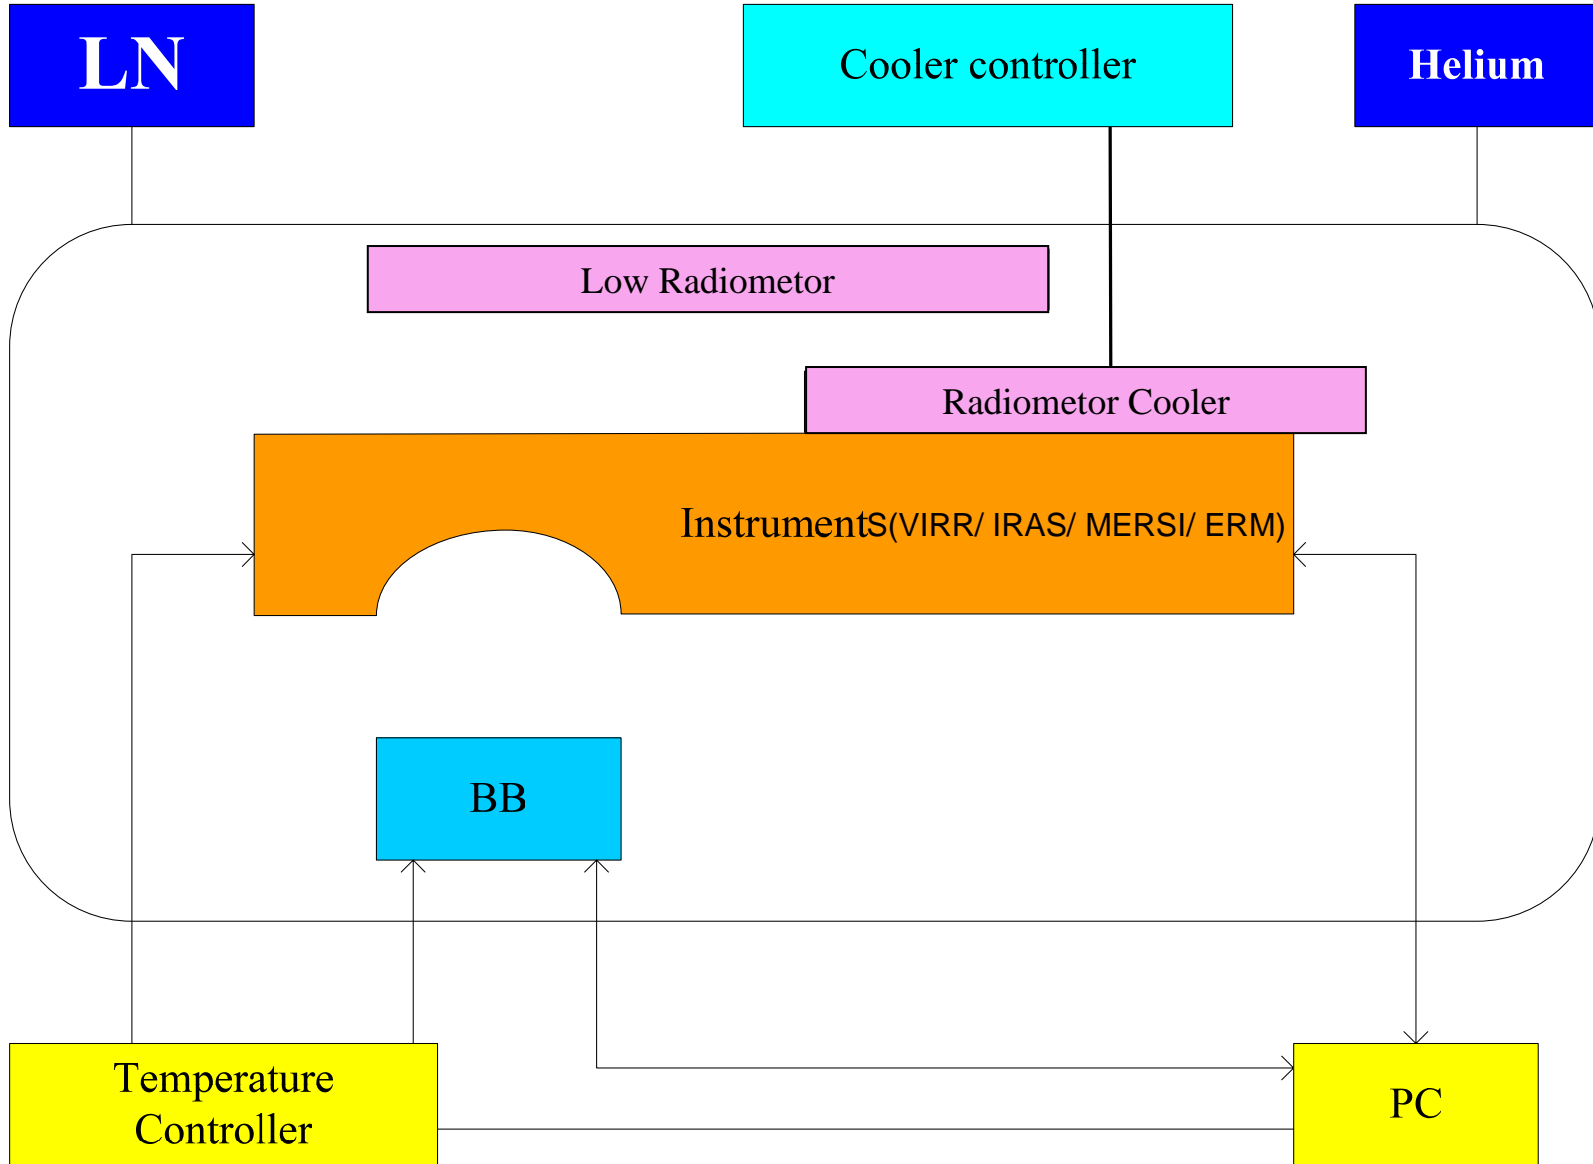 LN
Cooler controller
Helium
Low Radiometor
Radiometor Cooler
InstrumentS(VIRR/ IRAS/ MERSI/ ERM)
BB
Temperature
Controller
PC